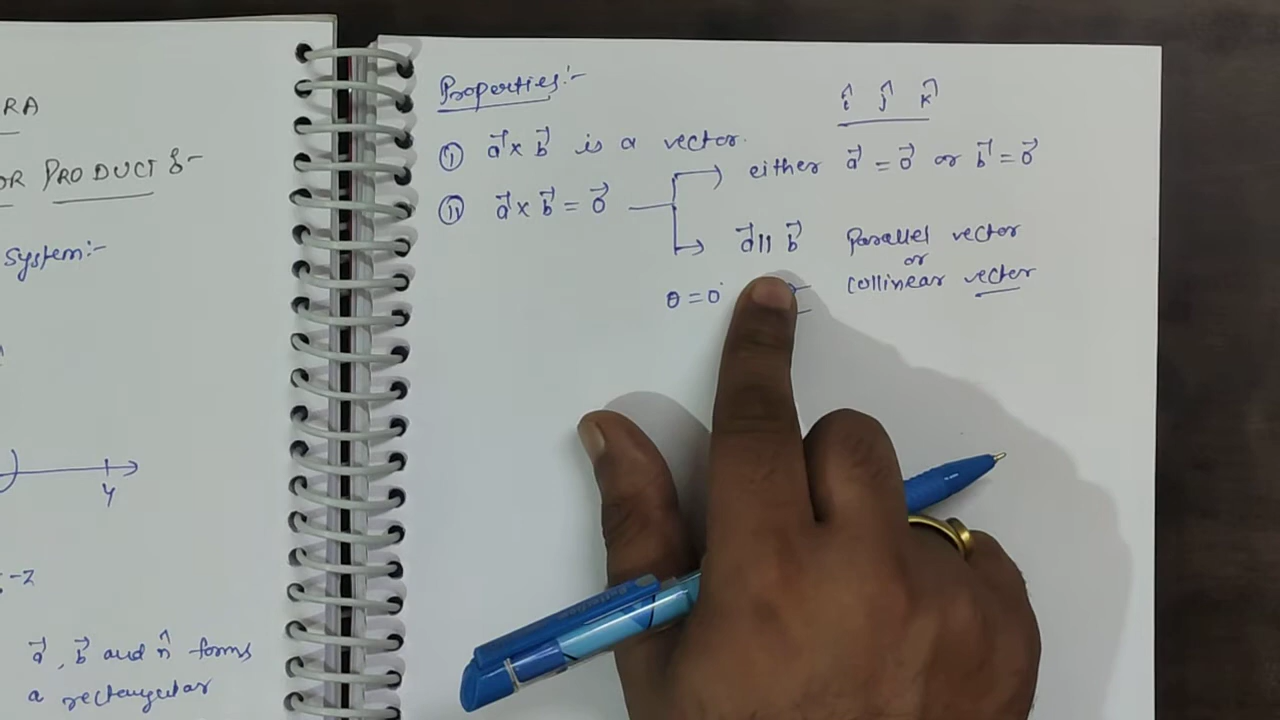 RA
OR PRODUCT :-
System:-
y
-z
a⃗, b⃗ and n̂ forms
a rectangular
Properties:-
î ĵ k̂
(i) a⃗ × b⃗ is a vector.
(ii) a⃗ × b⃗ = 0⃗
either a⃗ = 0⃗ or b⃗ = 0⃗
a⃗ || b⃗ Parallel vector
or
collinear vector
θ = 0°